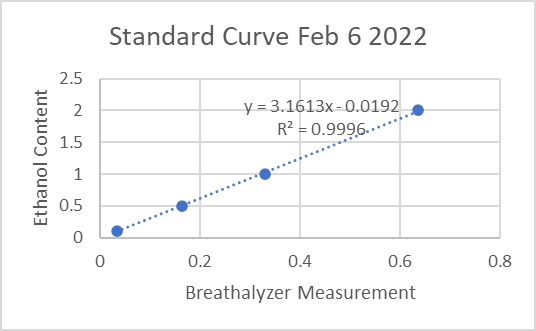 Standard Curve Feb 6 2022
2.5
2
1.5
1
0.5
0
Ethanol Content
y = 3.1613x - 0.0192
R² = 0.9996
0 0.2 0.4 0.6 0.8
Breathalyzer Measurement